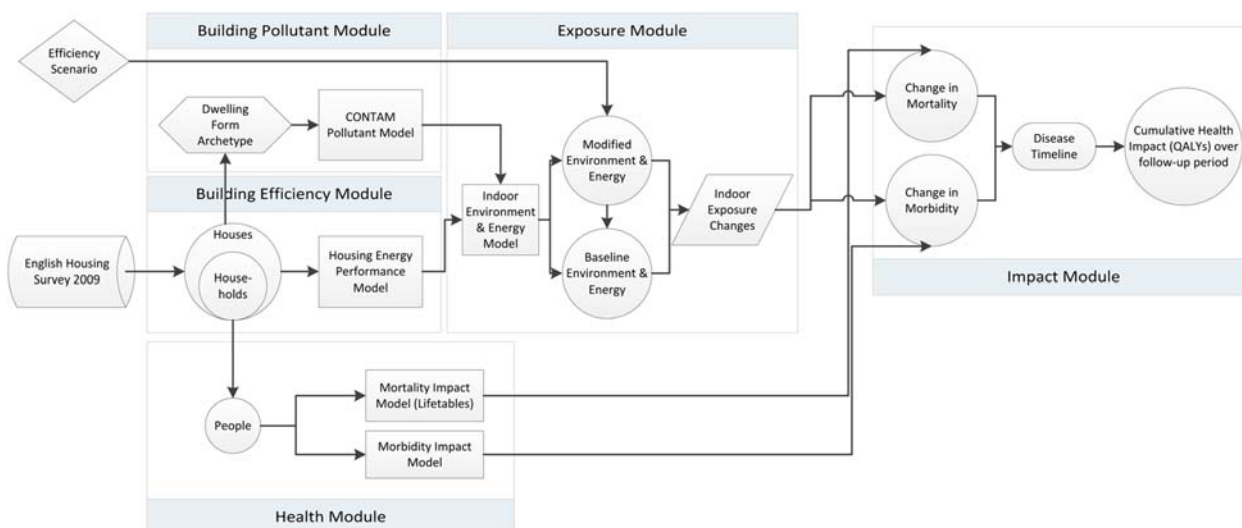 Building Pollutant Module
Exposure Module
Efficiency
Scenario
Dwelling
Form
Archetype
CONTAM
Pollutant Model
Modified
Environment &
Energy
Change in
Mortality
Disease
Timeline
Cumulative Health
Impact (QALYs) over
follow-up period
Building Efficiency Module
Indoor
Environment
& Energy Model
Indoor
Exposure
Changes
Change in
Morbidity
English Housing
Survey 2009
Houses
House-
holds
Housing Energy
Performance
Model
Baseline
Environment &
Energy
Impact Module
People
Mortality Impact
Model (Lifetables)
Morbidity Impact
Model
Health Module